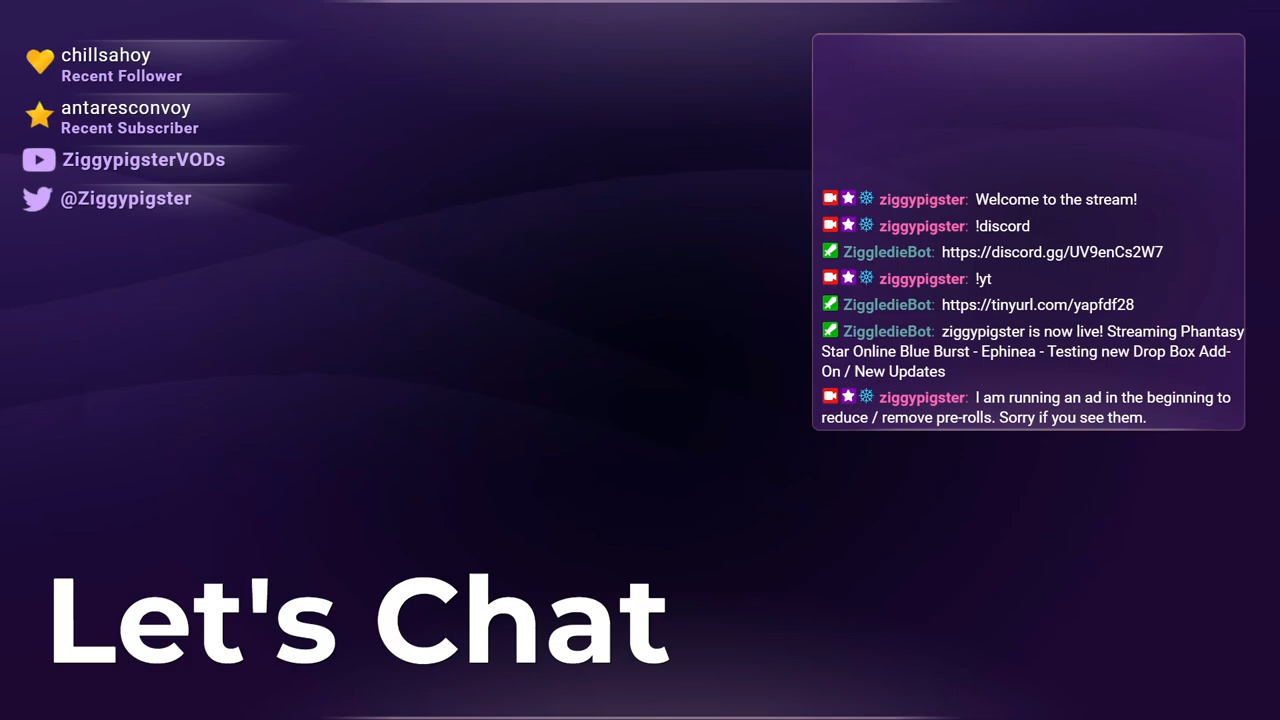 chillsahoy
Recent Follower
antaresconvoy
Recent Subscriber
ZiggypigsterVODs
@Ziggypigster
ziggypigster: Welcome to the stream!
ziggypigster: !discord
ZiggledieBot: https://discord.gg/UV9enCs2W7
ziggypigster: !yt
ZiggledieBot: https://tinyurl.com/yapfdf28
ZiggledieBot: ziggypigster is now live! Streaming Phantasy
Star Online Blue Burst - Ephinea - Testing new Drop Box Add-
On / New Updates
ziggypigster: I am running an ad in the beginning to
reduce / remove pre-rolls. Sorry if you see them.
Let's Chat